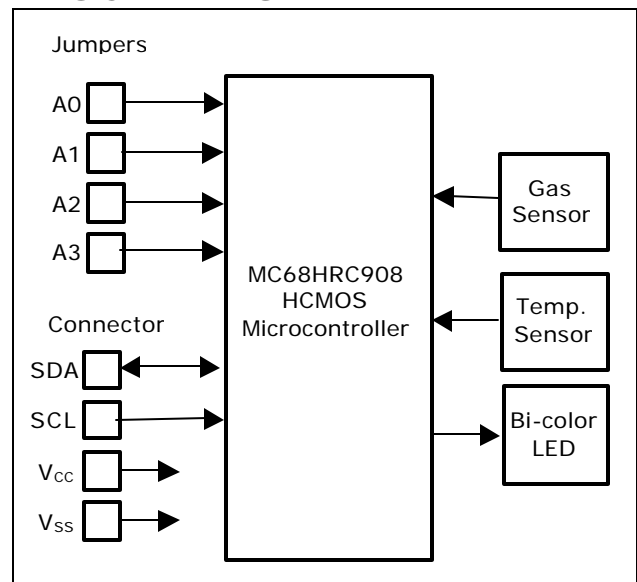 Jumpers
A0
A1
A2
A3
Connector
SDA
SCL
Vcc
Vss
MC68HRC908
HCMOS
Microcontroller
Gas
Sensor
Temp.
Sensor
Bi-color
LED